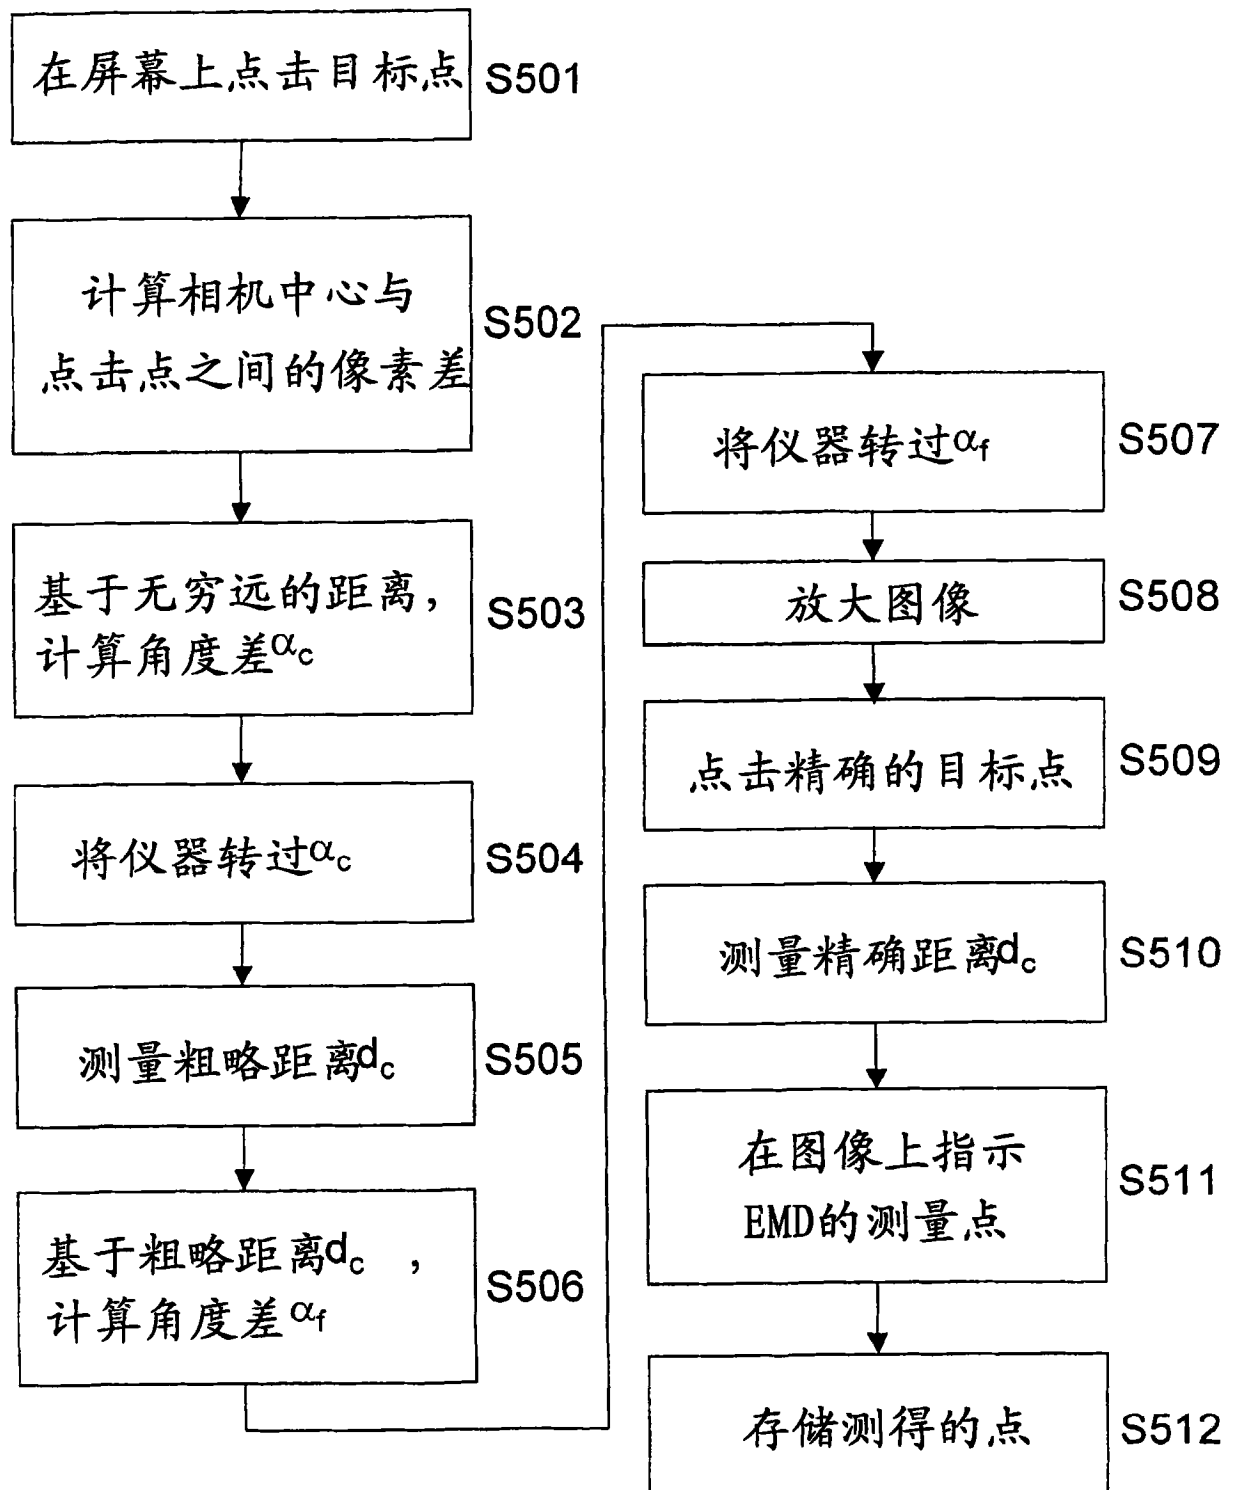 在屏幕上点击目标点
S501
计算相机中心与
点击点之间的像素差
S502
基于无穷远的距离，
计算角度差αc
S503
将仪器转过αc
S504
测量粗略距离dc
S505
基于粗略距离dc ，
计算角度差αf
S506
将仪器转过αf
S507
放大图像
S508
点击精确的目标点
S509
测量精确距离dc
S510
在图像上指示
EMD的测量点
S511
存储测得的点
S512